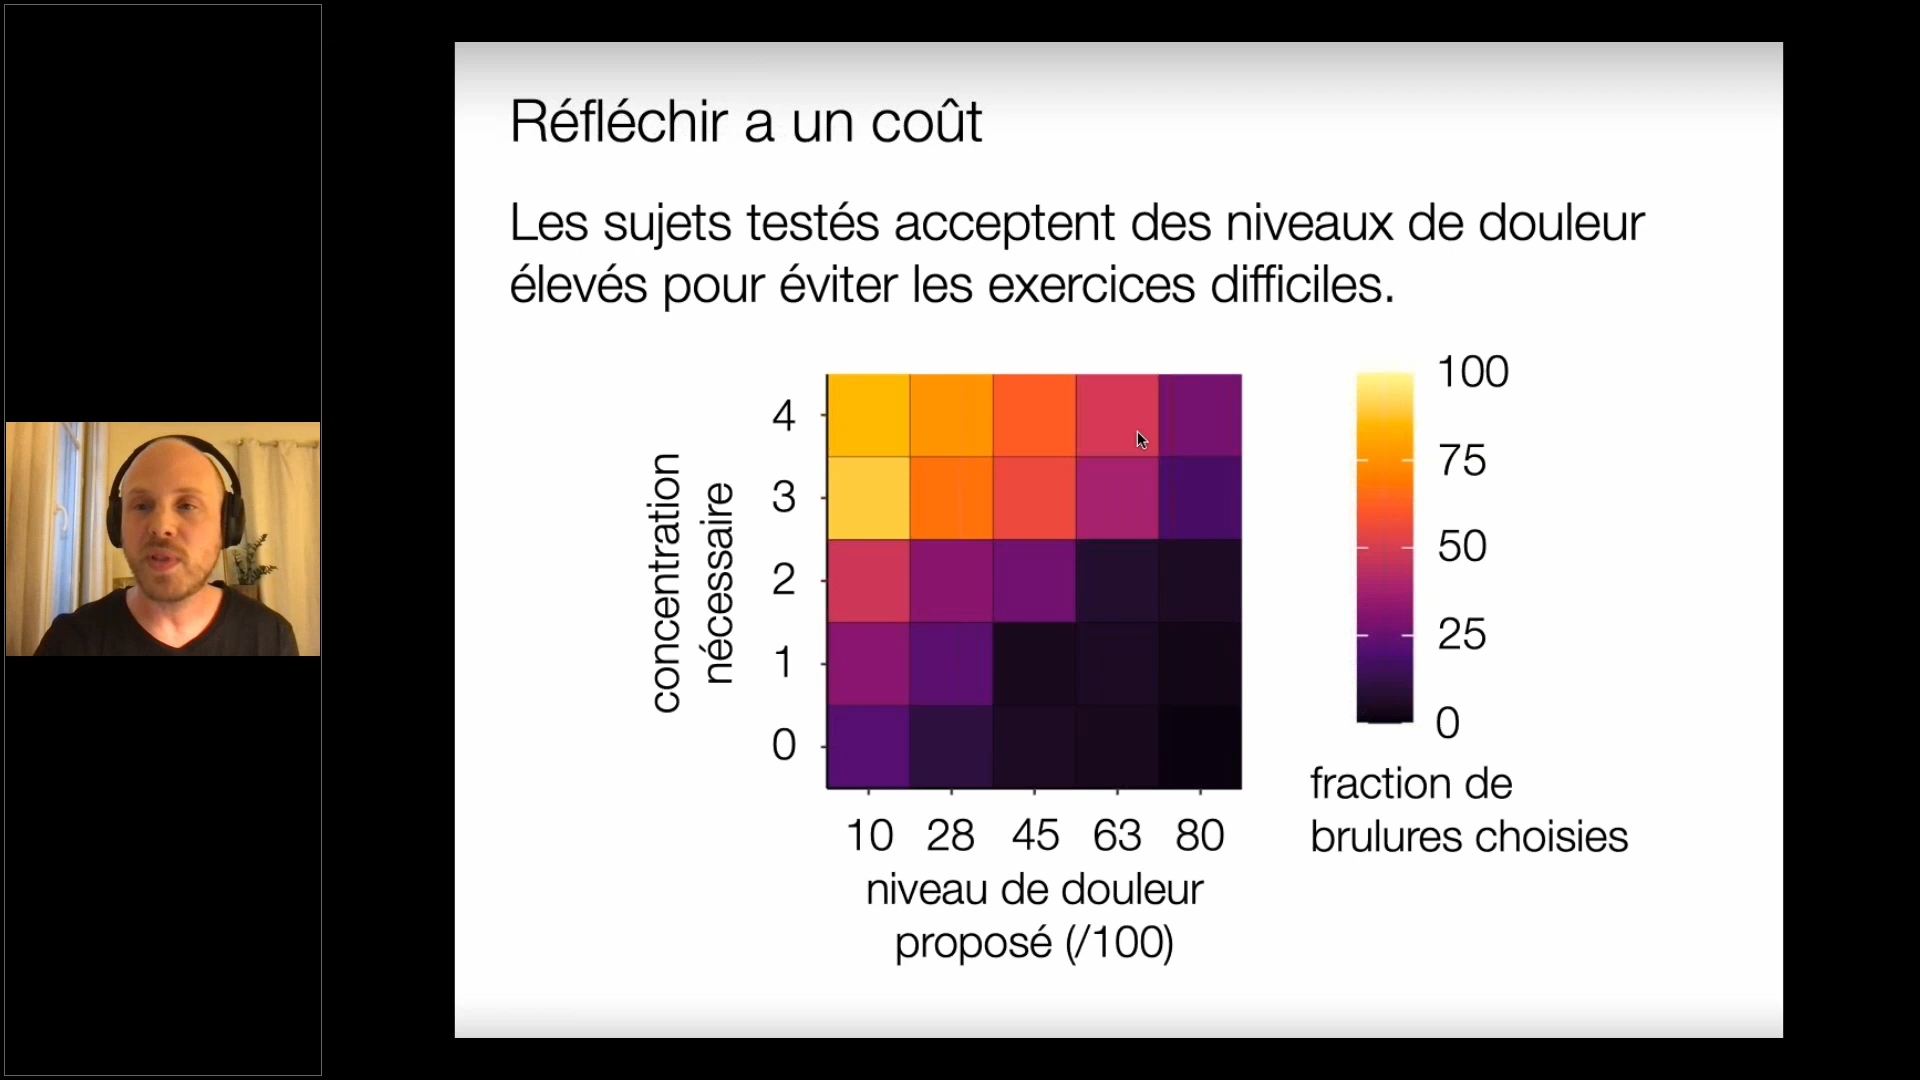 Réfléchir a un coût
Les sujets testés acceptent des niveaux de douleur
élevés pour éviter les exercices difficiles.
concentration
nécessaire
4
3
2
1
0
10 28 45 63 80
niveau de douleur
proposé (/100)
100
75
50
25
0
fraction de
brulures choisies